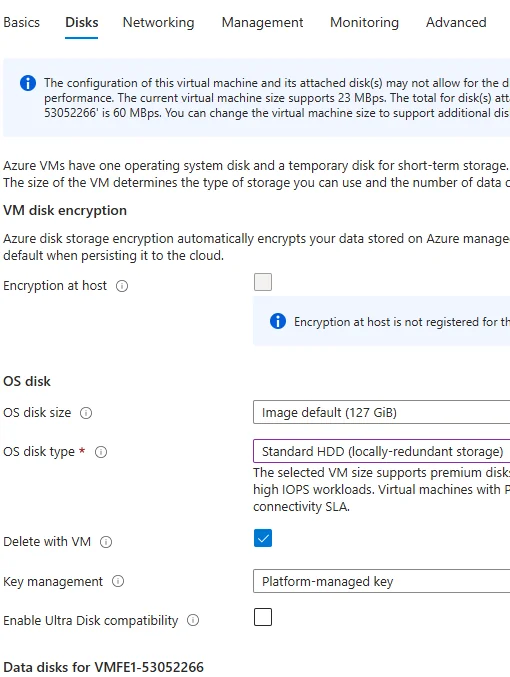 Basics Disks Networking Management Monitoring Advanced
The configuration of this virtual machine and its attached disk(s) may not allow for the d
performance. The current virtual machine size supports 23 MBps. The total for disk(s) att
53052266' is 60 MBps. You can change the virtual machine size to support additional dis
Azure VMs have one operating system disk and a temporary disk for short-term storage.
The size of the VM determines the type of storage you can use and the number of data
VM disk encryption
Azure disk storage encryption automatically encrypts your data stored on Azure manage
default when persisting it to the cloud.
Encryption at host
Encryption at host is not registered for th
OS disk
OS disk size
Image default (127 GiB)
OS disk type *
Standard HDD (locally-redundant storage)
The selected VM size supports premium disks
high IOPS workloads. Virtual machines with P
connectivity SLA.
Delete with VM
Key management
Platform-managed key
Enable Ultra Disk compatibility
Data disks for VMFE1-53052266